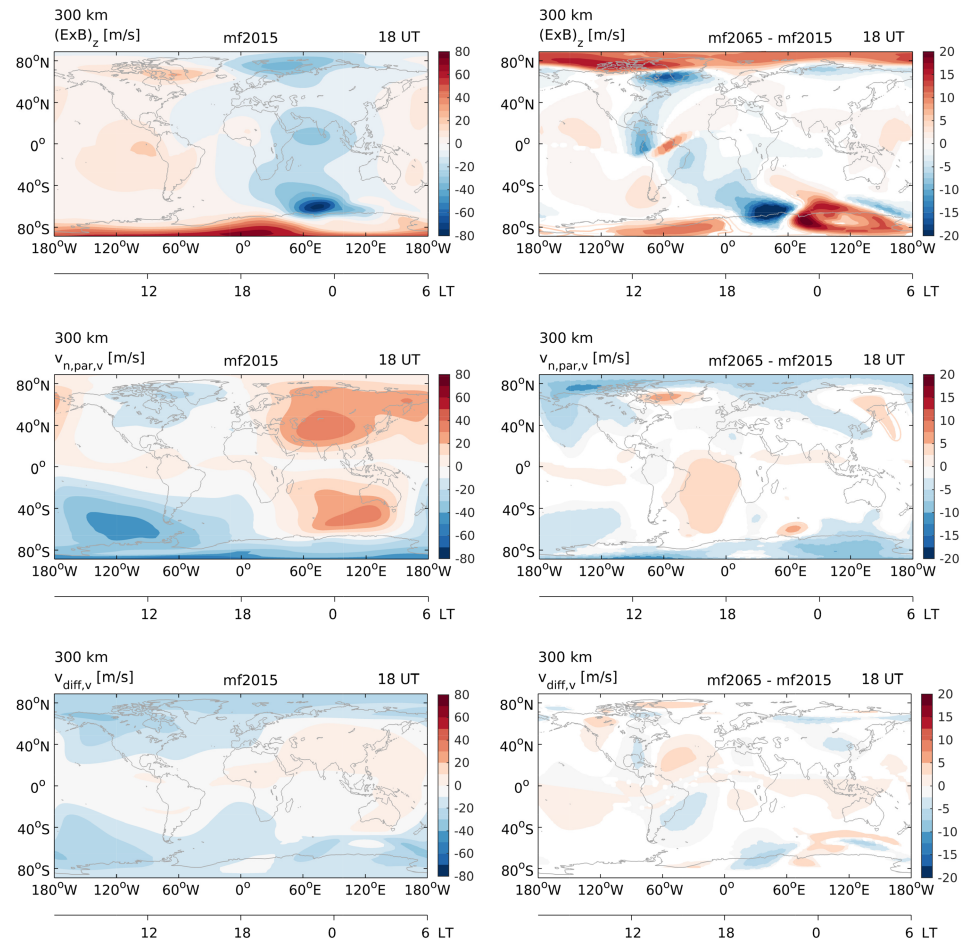 300 km
(ExB)z [m/s] mf2015 18 UT
80
60
40
20
0
-20
-40
-60
-80
80°N
40°N
0°
40°S
80°S
180°W 120°W 60°W 0° 60°E 120°E 180°W
12 18 0 6 LT
300 km
(ExB)z [m/s] mf2065 - mf2015 18 UT
20
15
10
5
0
-5
-10
-15
-20
80°N
40°N
0°
40°S
80°S
180°W 120°W 60°W 0° 60°E 120°E 180°W
12 18 0 6 LT
300 km
vn,par,v [m/s] mf2015 18 UT
80
60
40
20
0
-20
-40
-60
-80
80°N
40°N
0°
40°S
80°S
180°W 120°W 60°W 0° 60°E 120°E 180°W
12 18 0 6 LT
300 km
vn,par,v [m/s] mf2065 - mf2015 18 UT
20
15
10
5
0
-5
-10
-15
-20
80°N
40°N
0°
40°S
80°S
180°W 120°W 60°W 0° 60°E 120°E 180°W
12 18 0 6 LT
300 km
vdiff,v [m/s] mf2015 18 UT
80
60
40
20
0
-20
-40
-60
-80
80°N
40°N
0°
40°S
80°S
180°W 120°W 60°W 0° 60°E 120°E 180°W
12 18 0 6 LT
300 km
vdiff,v [m/s] mf2065 - mf2015 18 UT
20
15
10
5
0
-5
-10
-15
-20
80°N
40°N
0°
40°S
80°S
180°W 120°W 60°W 0° 60°E 120°E 180°W
12 18 0 6 LT